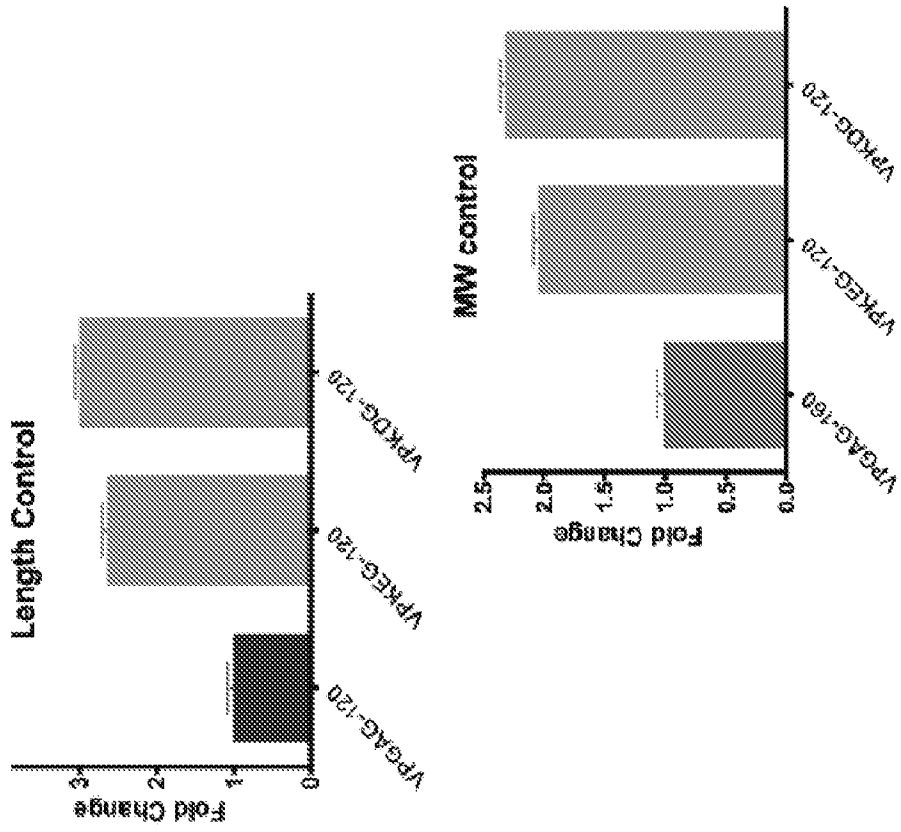 Length Control
Fold Change
3
2
1
0
VPGAG-120
VPKEG-120
VPKDG-120
MW control
Fold Change
2.5
2.0
1.5
1.0
0.5
0.0
VPGAG-160
VPKEG-120
VPKDG-120